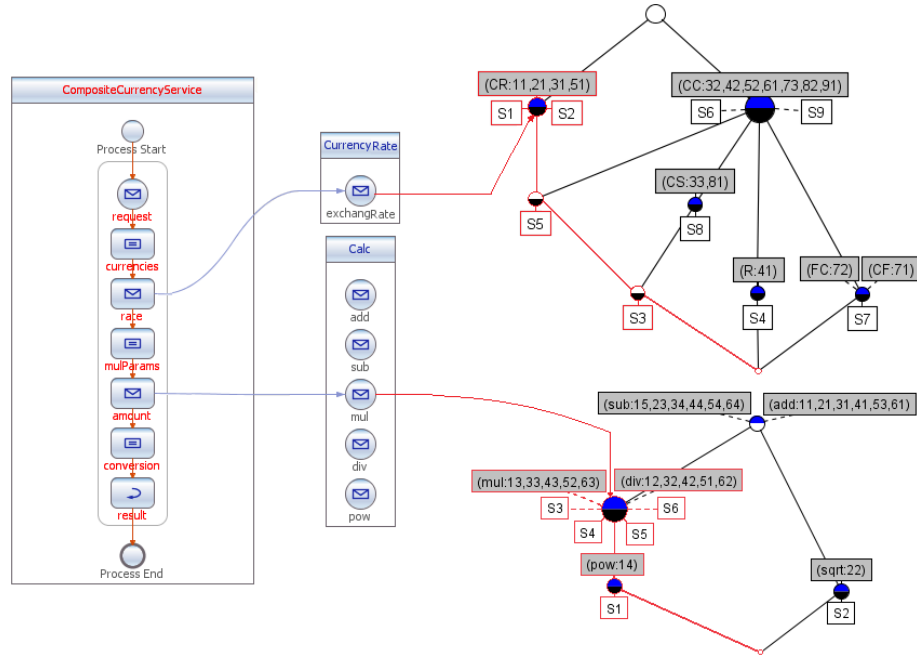 CompositeCurrencyService
Process Start
request
currencies
rate
mulParams
amount
conversion
result
Process End
CurrencyRate
exchangRate
Calc
add
sub
mul
div
pow
(CR:11,21,31,51)
S1
S2
(CC:32,42,52,61,73,82,91)
S6
S9
S5
(CS:33,81)
S8
S3
(R:41)
S4
(FC:72)
(CF:71)
S7
(sub:15,23,34,44,54,64)
(add:11,21,31,41,53,61)
(mul:13,33,43,52,63)
(div:12,32,42,51,62)
S3
S6
S4
S5
(pow:14)
S1
(sqrt:22)
S2